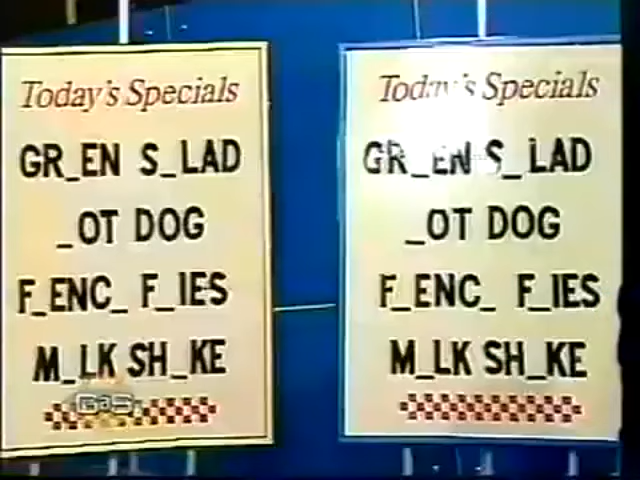 Today's Specials
GR_EN S_LAD
_OT DOG
F_ENC_ F_IES
M_LK SH_KE
GaS
Today's Specials
GR_EN S_LAD
_OT DOG
F_ENC_ F_IES
M_LK SH_KE